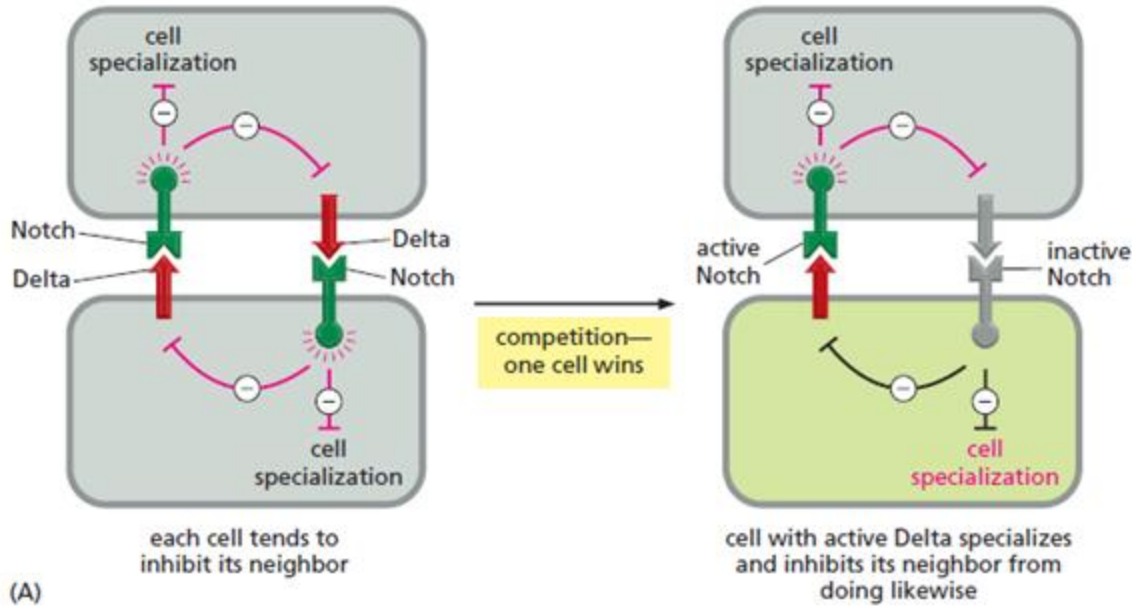 cell
specialization
Notch
Delta
Delta
Notch
cell
specialization
each cell tends to
inhibit its neighbor
competition—
one cell wins
cell
specialization
active
Notch
inactive
Notch
cell
specialization
cell with active Delta specializes
and inhibits its neighbor from
doing likewise
(A)